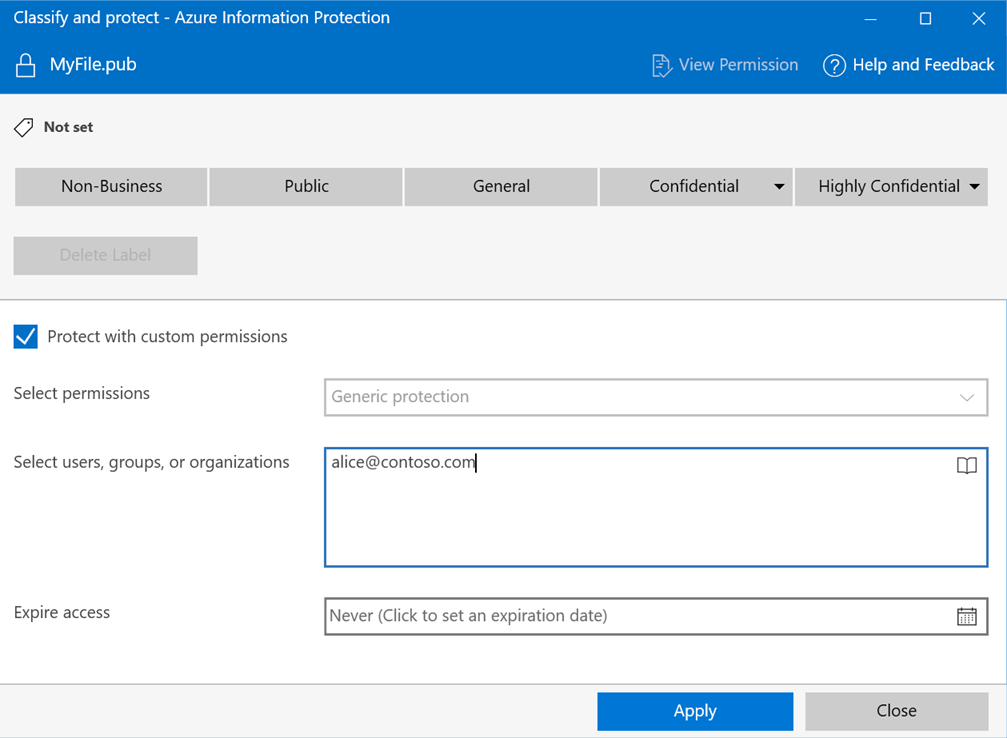 Classify and protect - Azure Information Protection
MyFile.pub
View Permission
Help and Feedback
Not set
Non-Business
Public
General
Confidential
Highly Confidential
Delete Label
Protect with custom permissions
Select permissions
Generic protection
Select users, groups, or organizations
alice@contoso.com
Expire access
Never (Click to set an expiration date)
Apply
Close